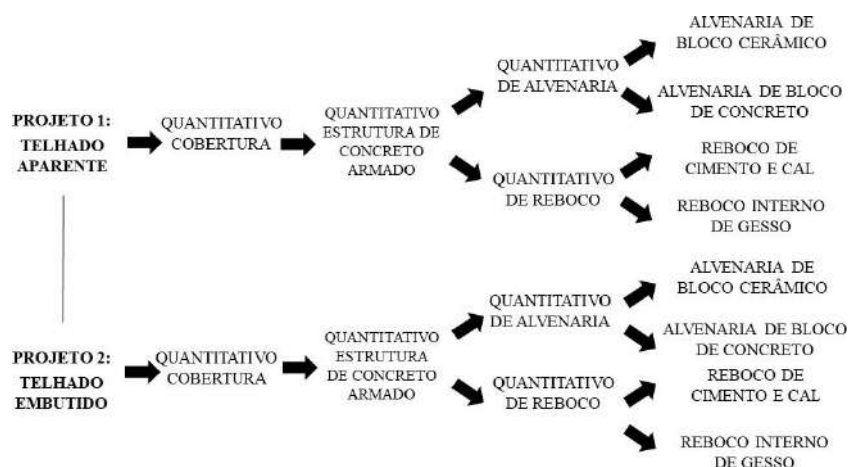 PROJETO 1:
TELHADO
APARENTE
QUANTITATIVO
COBERTURA
QUANTITATIVO
ESTRUTURA DE
CONCRETO
ARMADO
QUANTITATIVO
DE ALVENARIA
ALVENARIA DE
BLOCO CERÂMICO
ALVENARIA DE BLOCO
DE CONCRETO
QUANTITATIVO
DE REBOCO
REBOCO DE
CIMENTO E CAL
REBOCO INTERNO
DE GESSO
PROJETO 2:
TELHADO
EMBUTIDO
QUANTITATIVO
COBERTURA
QUANTITATIVO
ESTRUTURA
DE CONCRETO
ARMADO
QUANTITATIVO
DE ALVENARIA
ALVENARIA DE
BLOCO CERÂMICO
ALVENARIA DE BLOCO
DE CONCRETO
QUANTITATIVO
DE REBOCO
REBOCO DE
CIMENTO E CAL
REBOCO INTERNO
DE GESSO